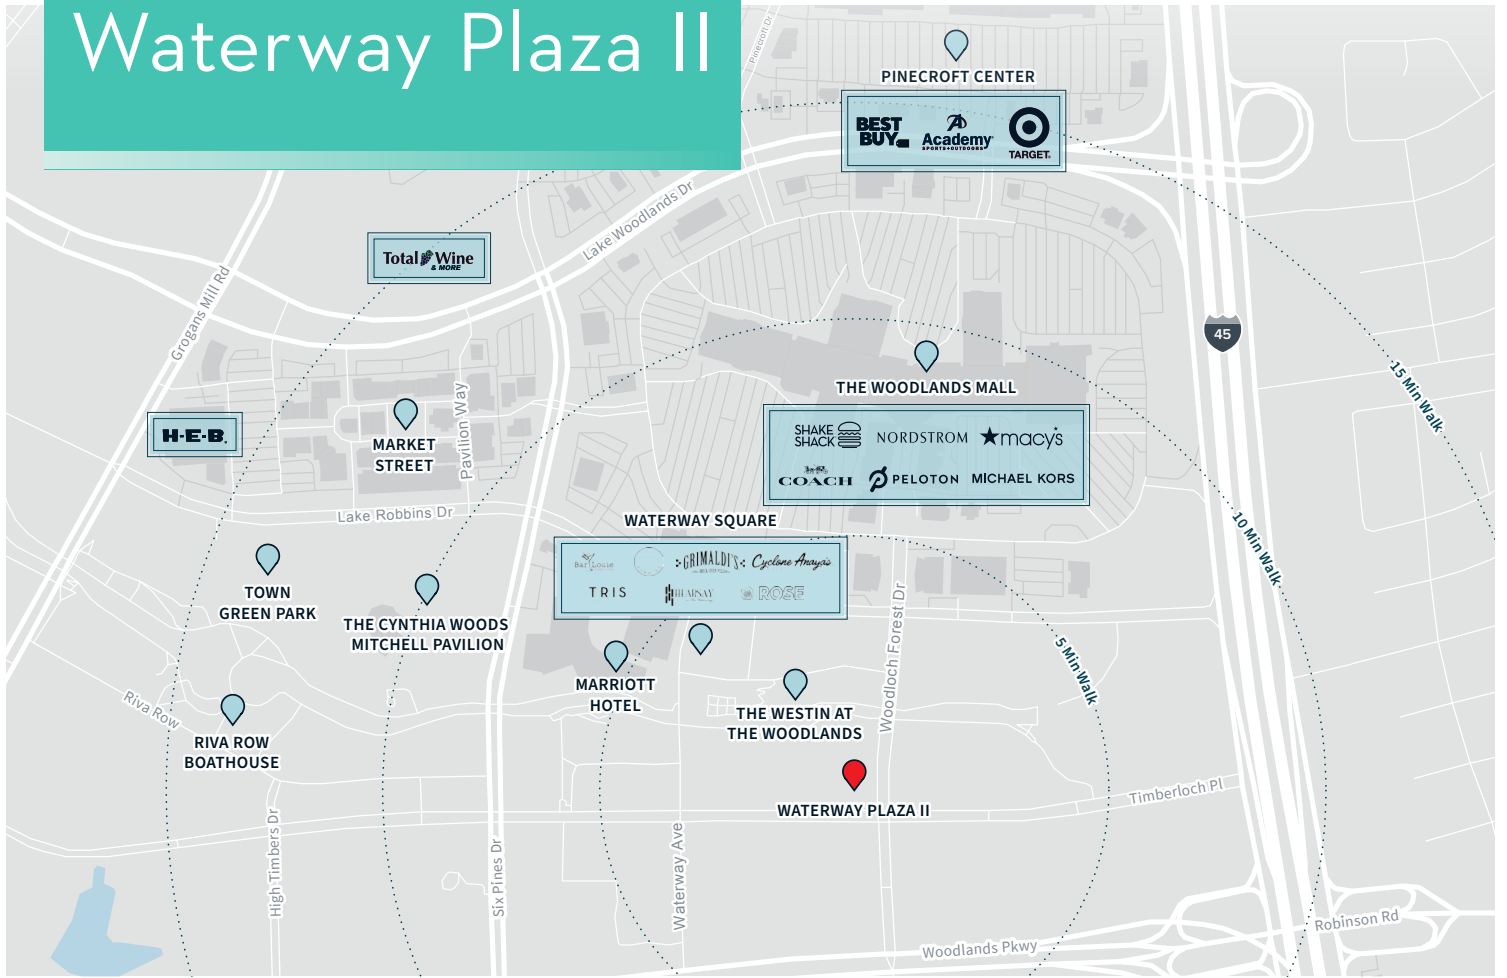 Waterway Plaza II
Pinecroft Dr
PINECROFT CENTER
BEST
BUY
Academy
SPORTS+OUTDOORS
TARGET
Lake Woodlands Dr
Total Wine
& MORE
Grogans Mill Rd
45
15 Min Walk
THE WOODLANDS MALL
SHAKE
SHACK
NORDSTROM
macy's
COACH
PELOTON
MICHAEL KORS
H-E-B
MARKET
STREET
Pavilion Way
Lake Robbins Dr
WATERWAY SQUARE
Bar Louie
GRIMALDI'S
Cyclone Anaya's
TRIS
HEARSAY
ROSE
10 Min Walk
TOWN
GREEN PARK
THE CYNTHIA WOODS
MITCHELL PAVILION
Woodloch Forest Dr
5 Min Walk
MARRIOTT
HOTEL
THE WESTIN AT
THE WOODLANDS
Riva Row
RIVA ROW
BOATHOUSE
WATERWAY PLAZA II
Timberloch Pl
High Timbers Dr
Six Pines Dr
Waterway Ave
Woodlands Pkwy
Robinson Rd